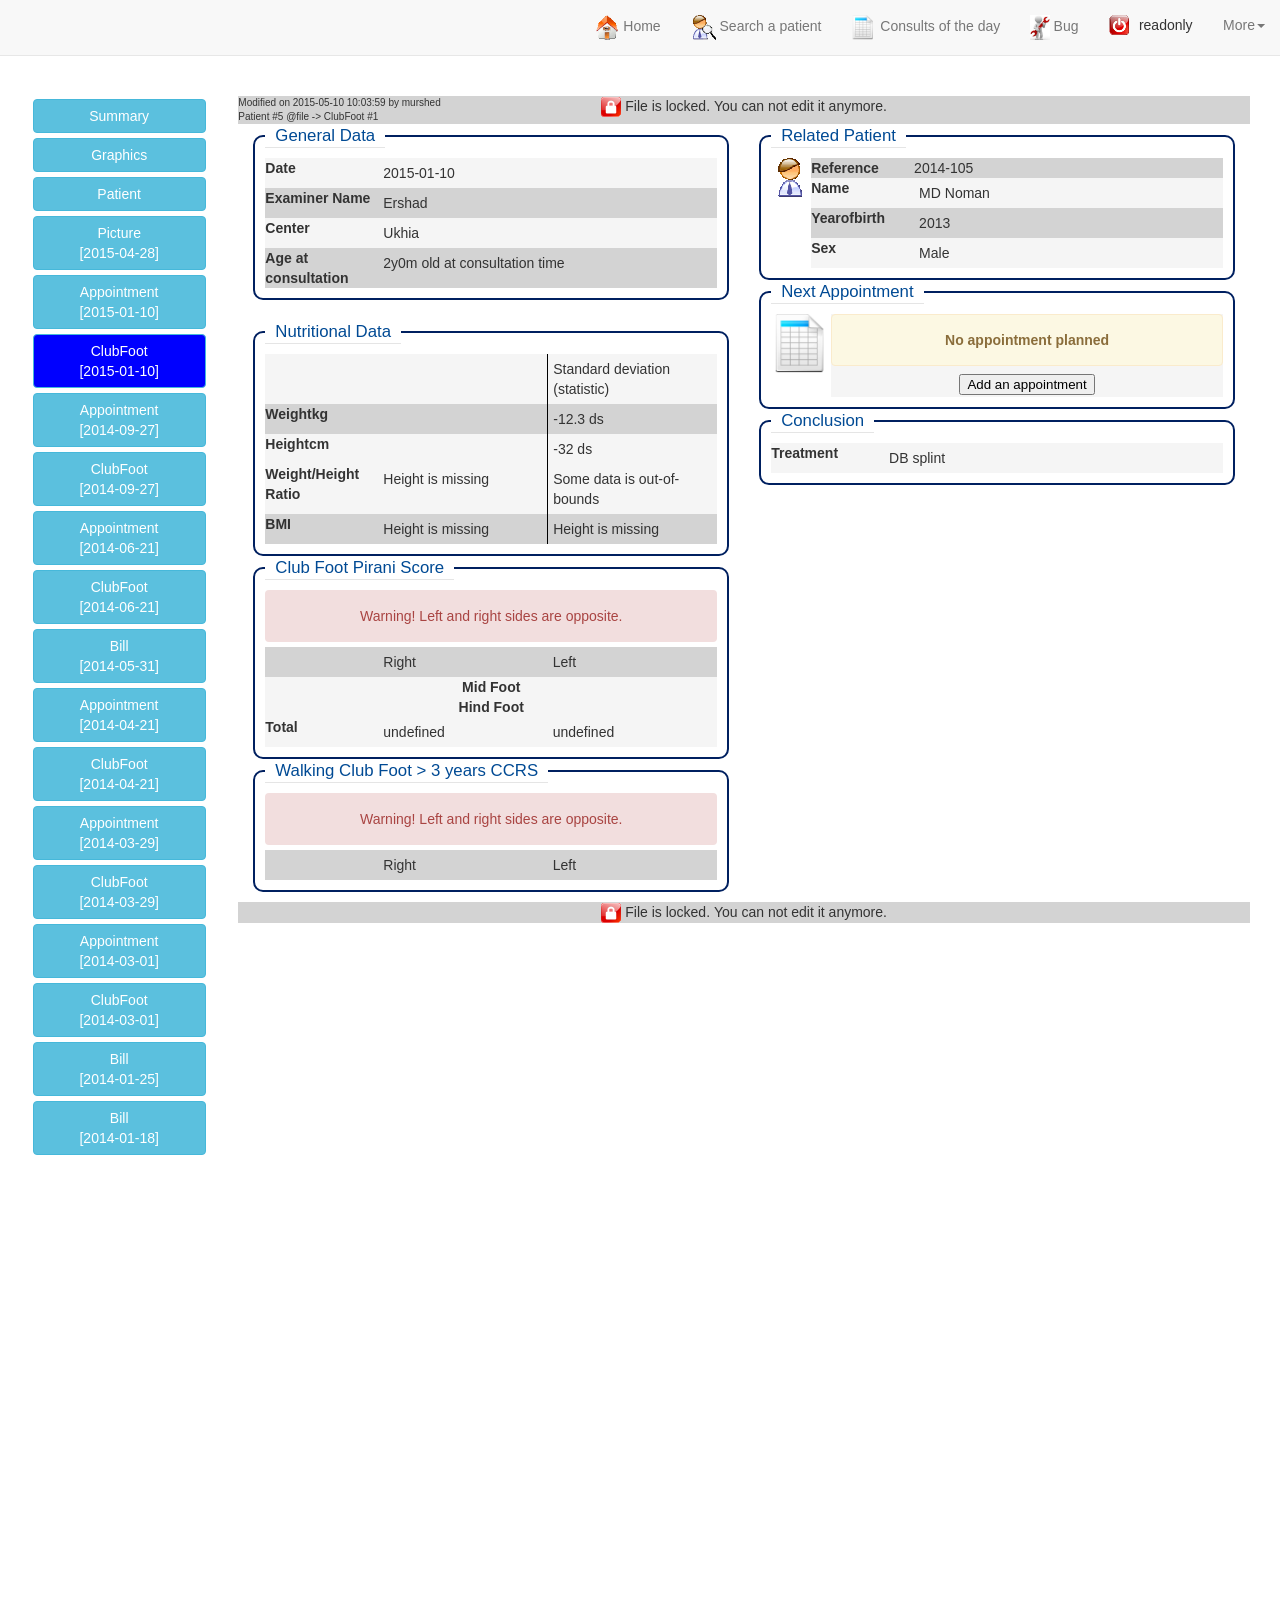 Home Search a patient Consults of the day Bug readonly More
Summary
Graphics
Patient
Picture
[2015-04-28]
Appointment
[2015-01-10]
ClubFoot
[2015-01-10]
Appointment
[2014-09-27]
ClubFoot
[2014-09-27]
Appointment
[2014-06-21]
ClubFoot
[2014-06-21]
Bill
[2014-05-31]
Appointment
[2014-04-21]
ClubFoot
[2014-04-21]
Appointment
[2014-03-29]
ClubFoot
[2014-03-29]
Appointment
[2014-03-01]
ClubFoot
[2014-03-01]
Bill
[2014-01-25]
Bill
[2014-01-18]
Modified on 2015-05-10 10:03:59 by murshed
Patient #5 @file -> ClubFoot #1
File is locked. You can not edit it anymore.
General Data
Date 2015-01-10
Examiner Name Ershad
Center Ukhia
Age at consultation 2y0m old at consultation time
Nutritional Data
Standard deviation
(statistic)
Weightkg -12.3 ds
Heightcm -32 ds
Weight/Height Height is missing Some data is out-of-
Ratio bounds
BMI Height is missing Height is missing
Club Foot Pirani Score
Warning! Left and right sides are opposite.
Right Left
Mid Foot
Hind Foot
Total undefined undefined
Walking Club Foot > 3 years CCRS
Warning! Left and right sides are opposite.
Right Left
Related Patient
Reference 2014-105
Name MD Noman
Yearofbirth 2013
Sex Male
Next Appointment
No appointment planned
Add an appointment
Conclusion
Treatment DB splint
File is locked. You can not edit it anymore.